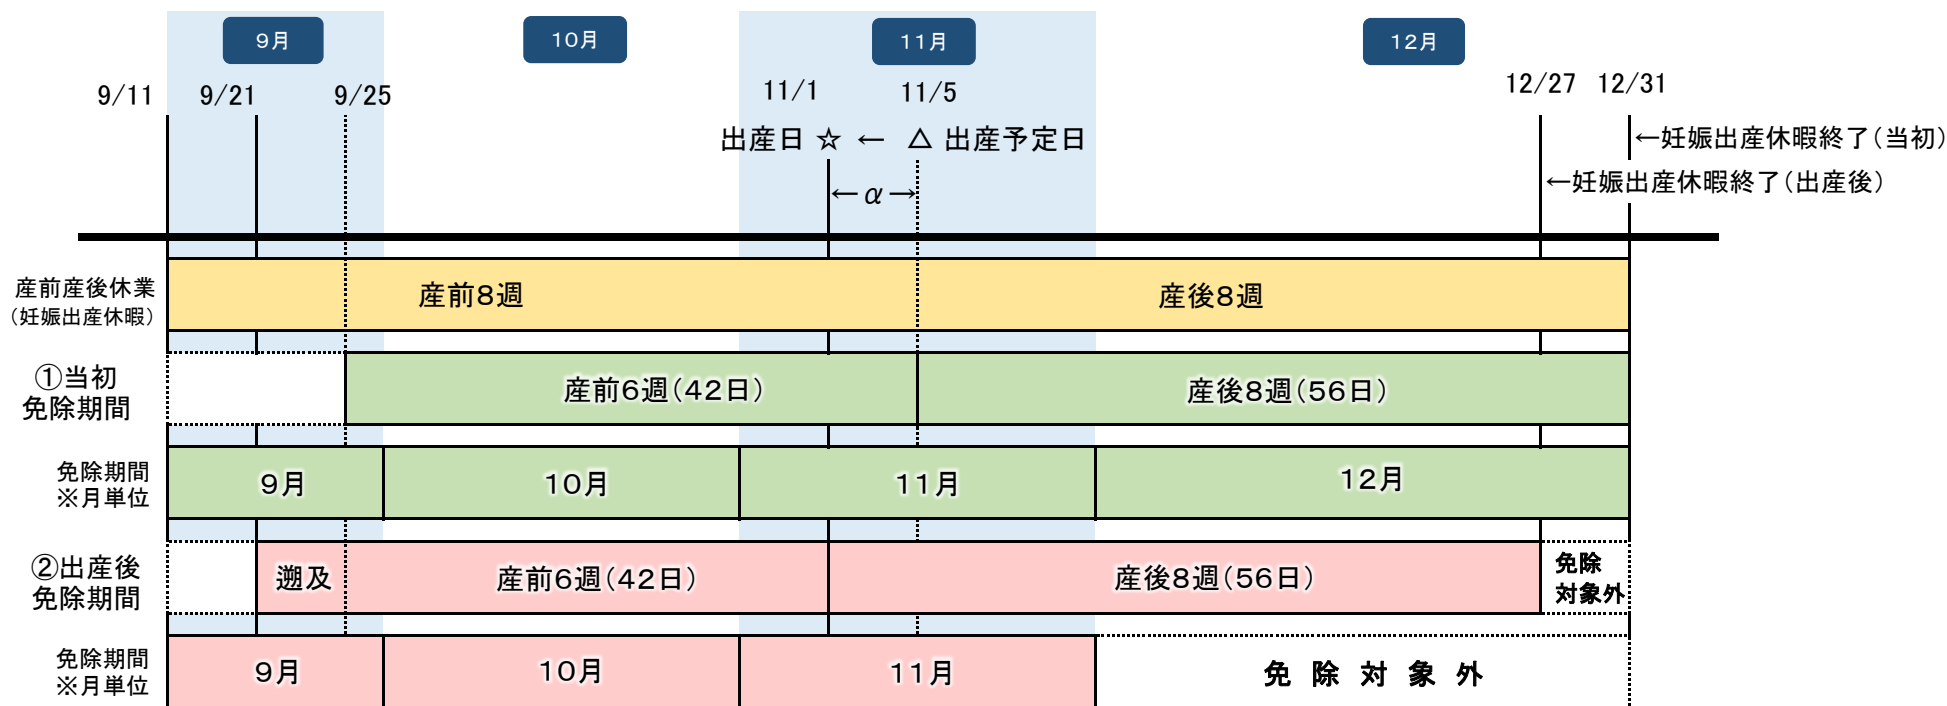 9月
10月
11月
12月
9/11
9/21
9/25
11/1
11/5
12/27
12/31
出産日 ☆ ← △ 出産予定日
←妊娠出産休暇終了(当初)
←α→
←妊娠出産休暇終了(出産後)
産前産後休業
(妊娠出産休暇)
産前8週
産後8週
①当初
免除期間
産前6週(42日)
産後8週(56日)
免除期間
※月単位
9月
10月
11月
12月
②出産後
免除期間
遡及
産前6週(42日)
産後8週(56日)
免除
対象外
免除期間
※月単位
9月
10月
11月
免除対象外